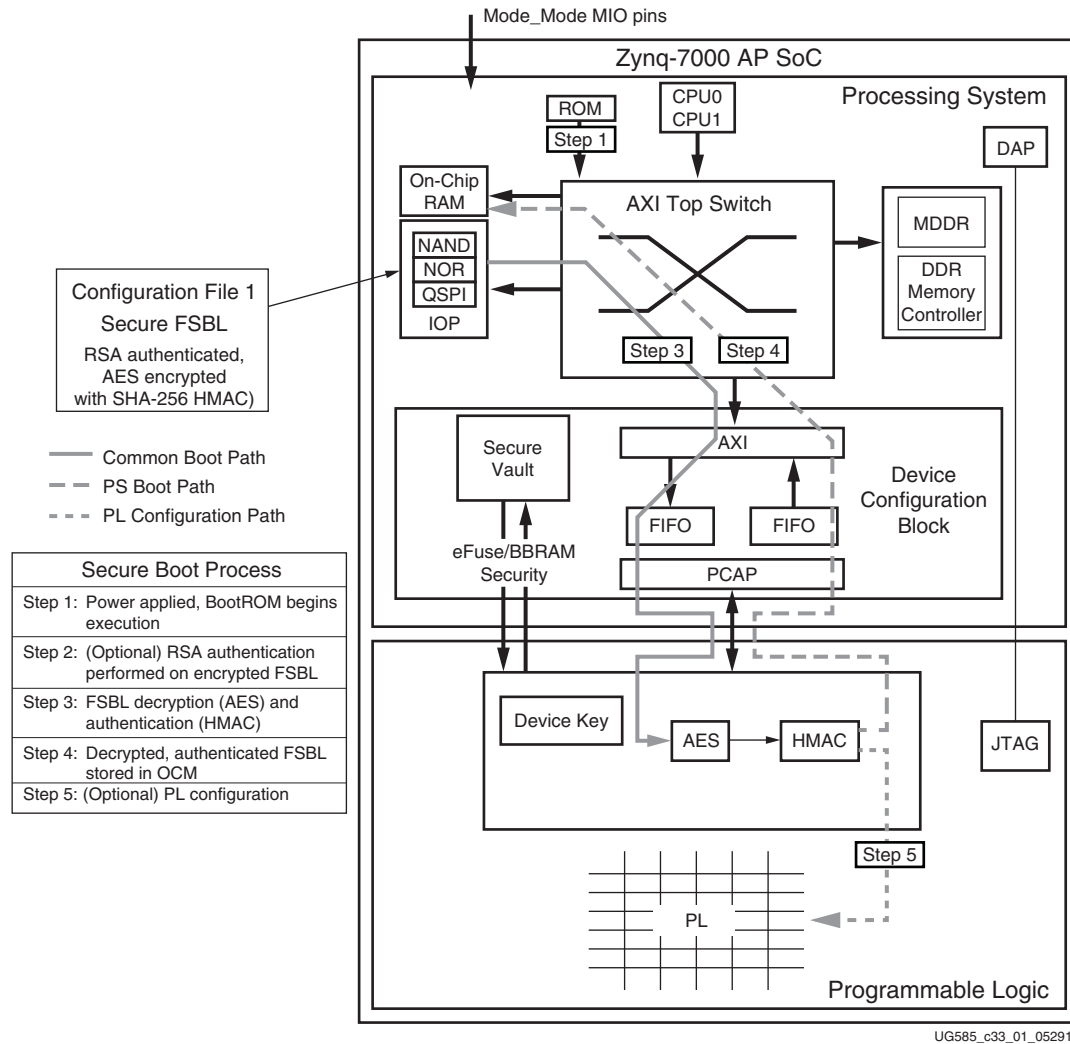 Mode_Mode MIO pins
Zynq-7000 AP SoC
Processing System
ROM
Step 1
CPU0
CPU1
DAP
On-Chip
RAM
AXI Top Switch
MDDR
DDR
Memory
Controller
NAND
NOR
QSPI
IOP
Configuration File 1
Secure FSBL
RSA authenticated,
AES encrypted
with SHA-256 HMAC)
Step 3
Step 4
Common Boot Path
PS Boot Path
PL Configuration Path
Secure
Vault
AXI
FIFO
FIFO
Device
Configuration
Block
eFuse/BBRAM
Security
PCAP
Secure Boot Process
Step 1: Power applied, BootROM begins
execution
Step 2: (Optional) RSA authentication
performed on encrypted FSBL
Step 3: FSBL decryption (AES) and
authentication (HMAC)
Step 4: Decrypted, authenticated FSBL
stored in OCM
Step 5: (Optional) PL configuration
Device Key
AES
HMAC
JTAG
Step 5
PL
Programmable Logic
UG585_c33_01_05291